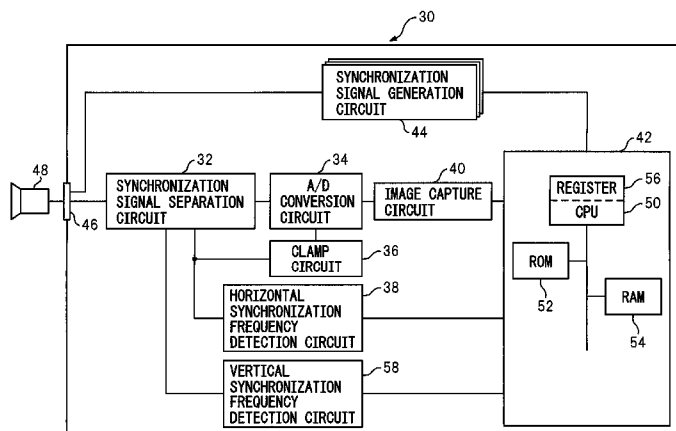 30
SYNCHRONIZATION
SIGNAL GENERATION
CIRCUIT
44
42
48
46
32
SYNCHRONIZATION
SIGNAL SEPARATION
CIRCUIT
34
A/D
CONVERSION
CIRCUIT
40
IMAGE CAPTURE
CIRCUIT
REGISTER
56
CPU
50
CLAMP
CIRCUIT
36
ROM
52
RAM
54
HORIZONTAL
SYNCHRONIZATION
FREQUENCY
DETECTION CIRCUIT
38
VERTICAL
SYNCHRONIZATION
FREQUENCY
DETECTION CIRCUIT
58